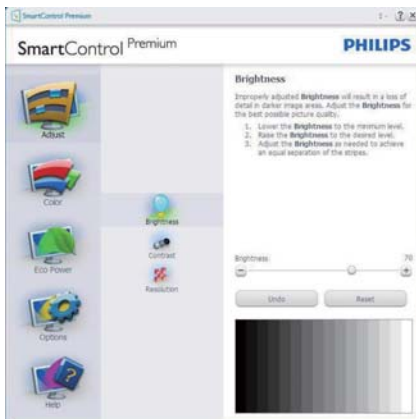 SmartControl Premium
SmartControl Premium
PHILIPS
Adjust
Color
Eco Power
Options
Help
Brightness
Contrast
Resolution
Brightness
Improperly adjusted Brightness will result in a loss of
detail in darker image areas. Adjust the Brightness for
the best possible picture quality.
1. Lower the Brightness to the minimum level.
2. Raise the Brightness to the desired level.
3. Adjust the Brightness as needed to achieve
an equal separation of the stripes.
Brightness
70
Undo
Reset